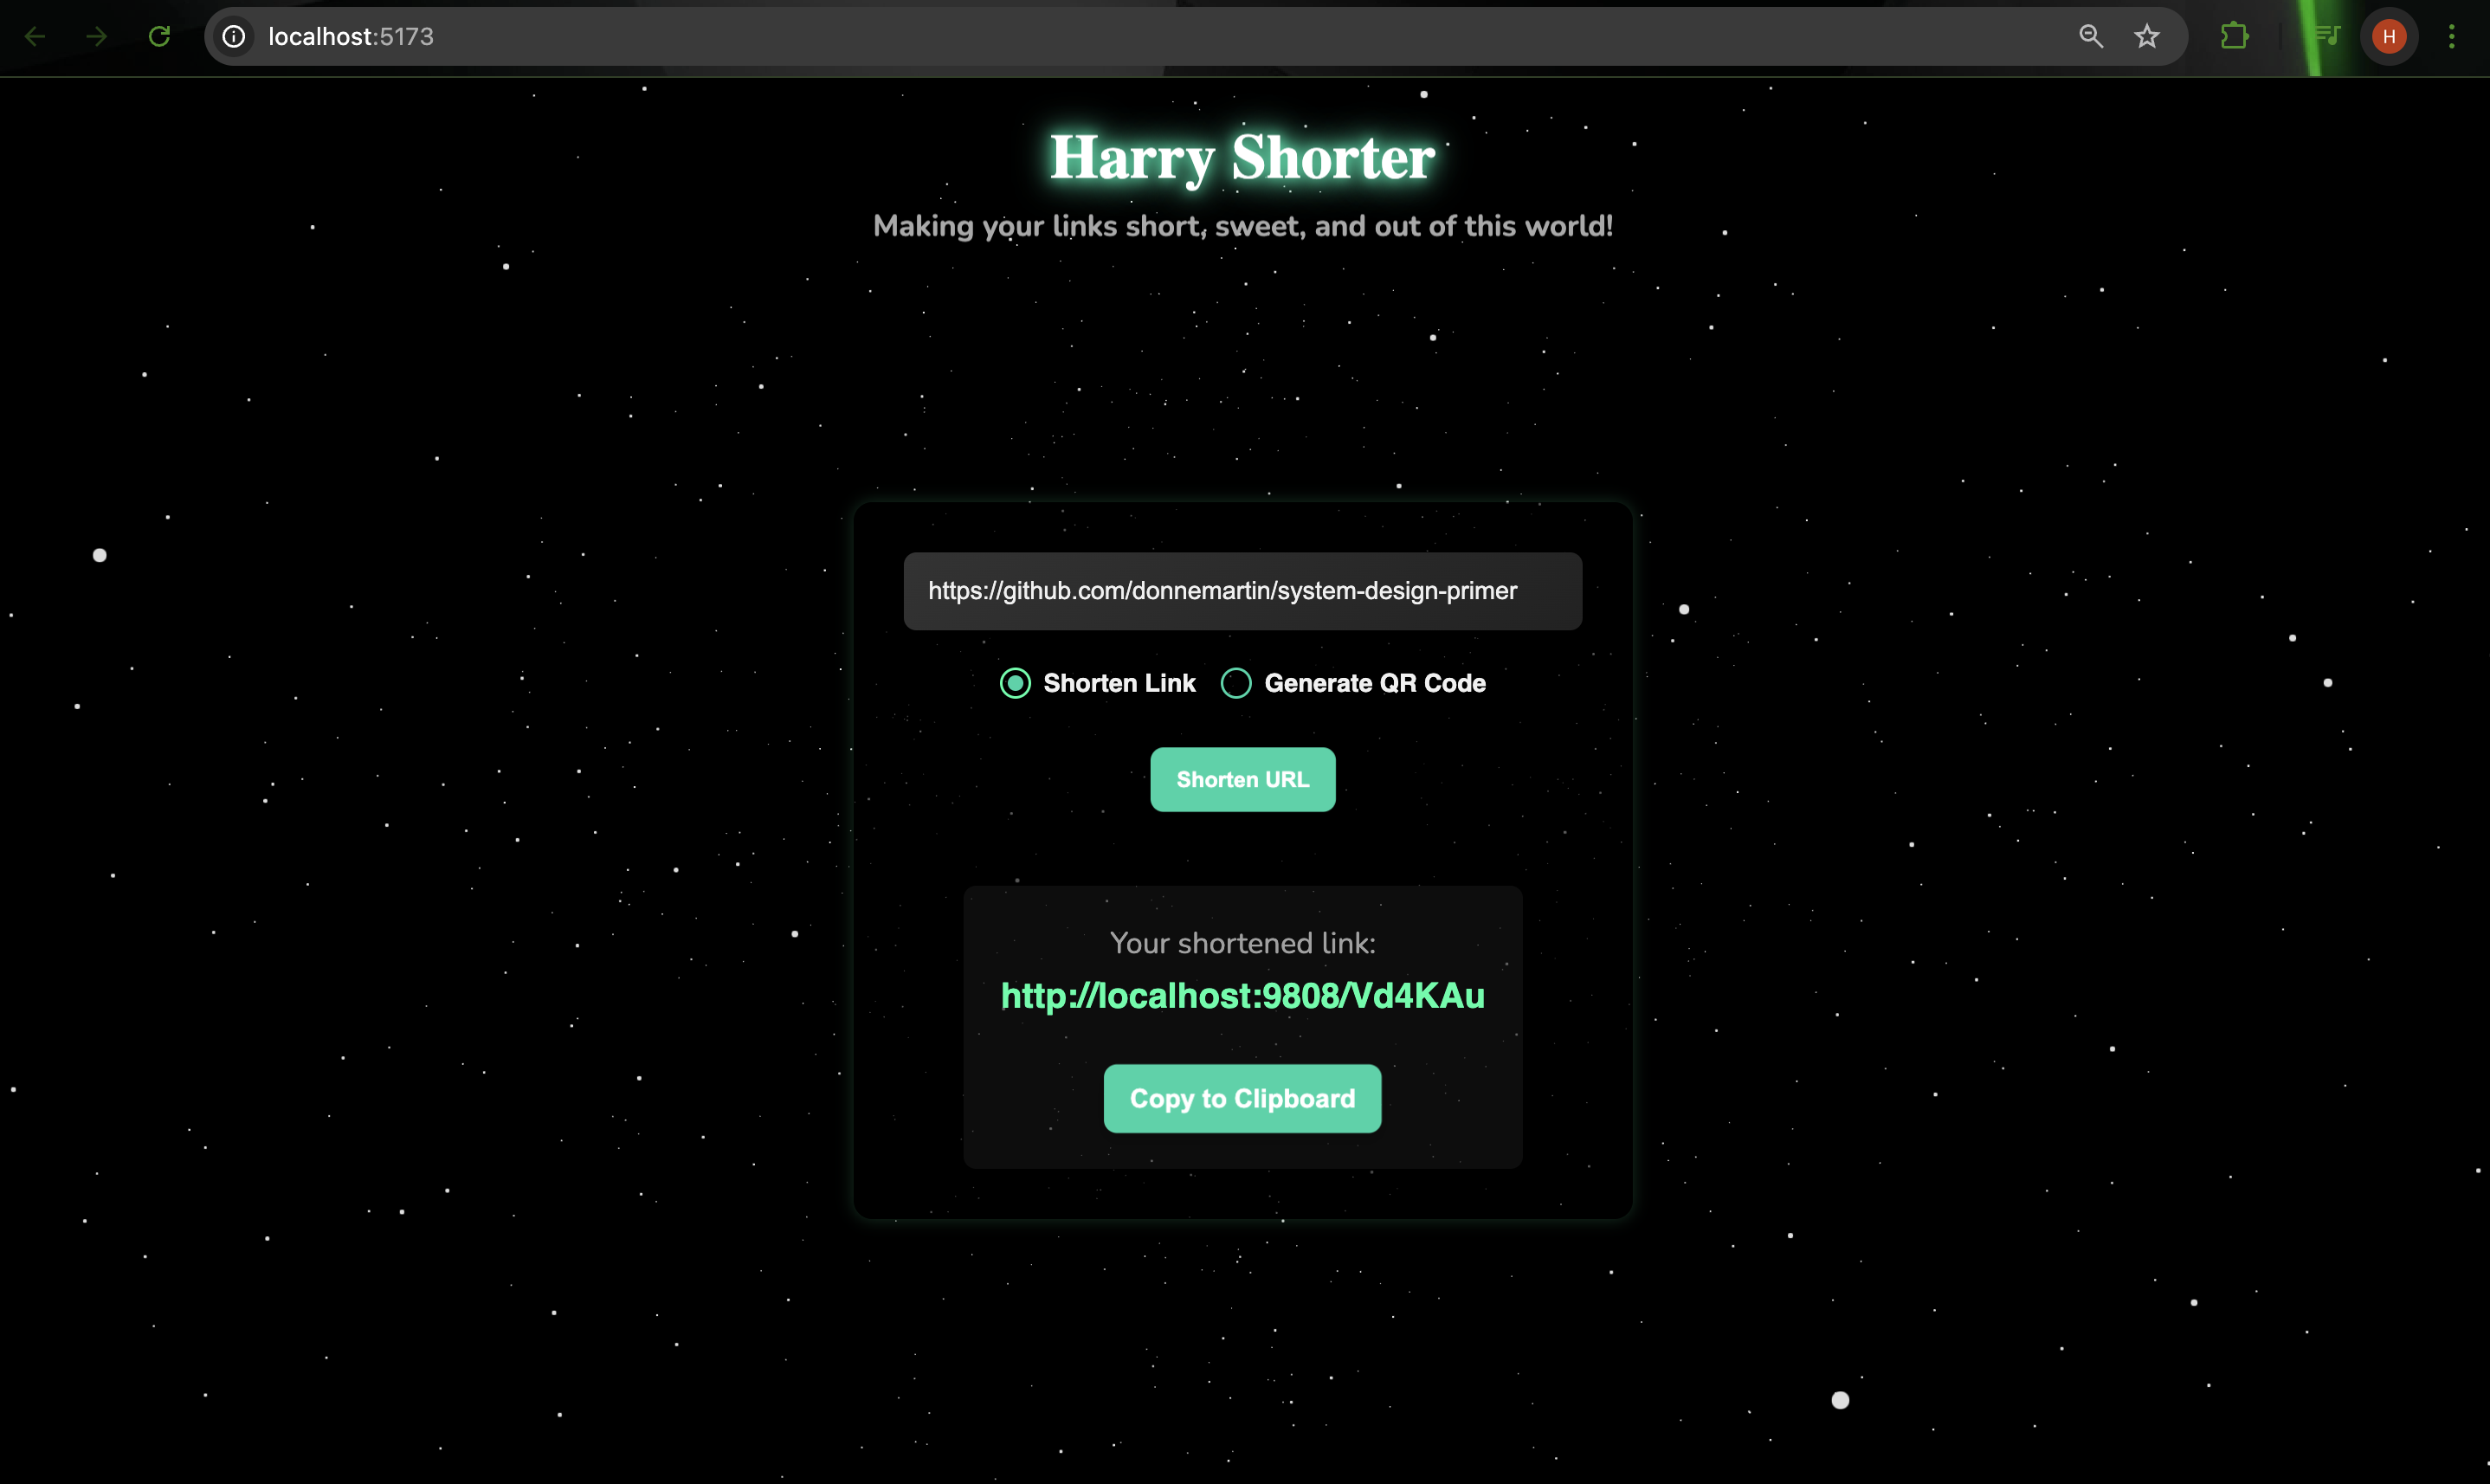 localhost:5173
H
Harry Shorter
Making your links short, sweet, and out of this world!
https://github.com/donnemartin/system-design-primer
Shorten Link Generate QR Code
Shorten URL
Your shortened link:
http://localhost:9808/Vd4KAu
Copy to Clipboard